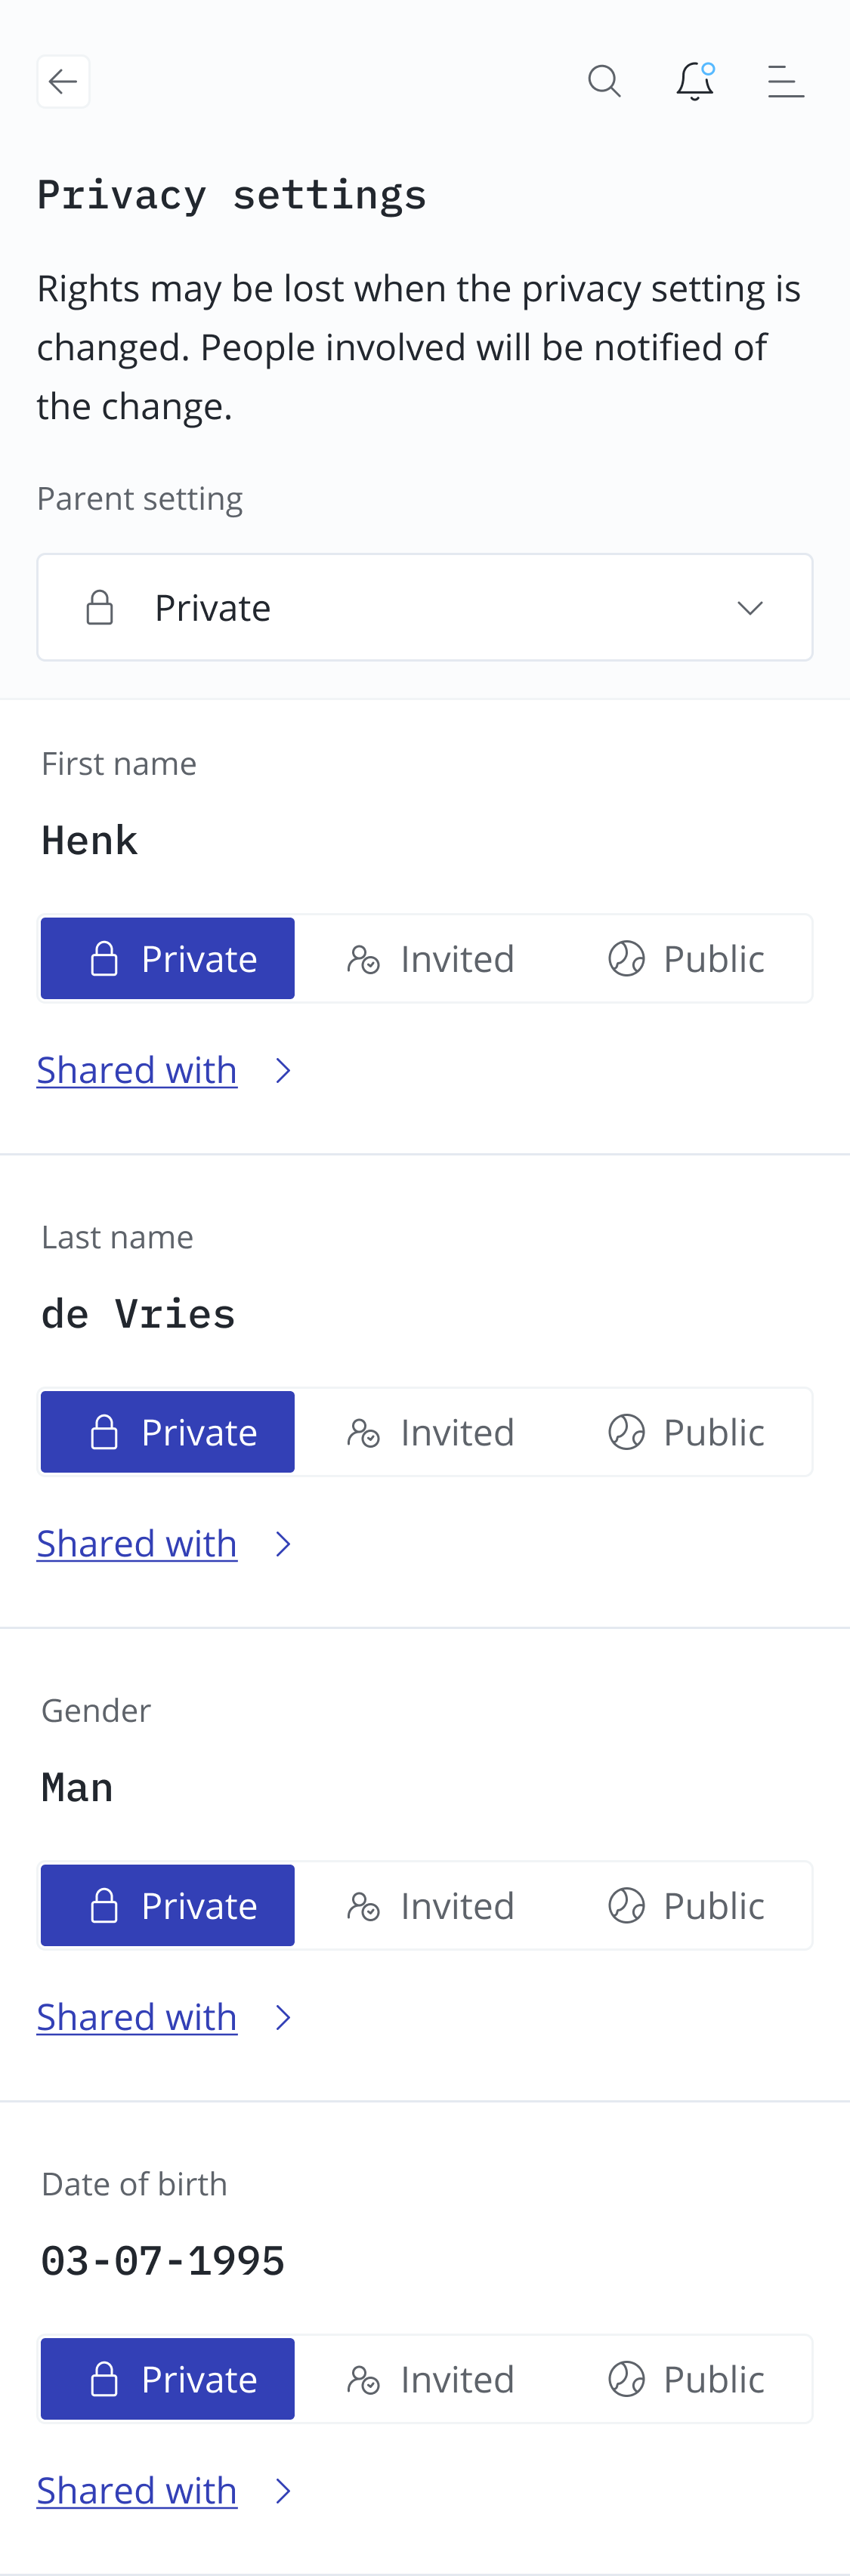 Privacy settings
Rights may be lost when the privacy setting is
changed. People involved will be notified of
the change.
Parent setting
Private
First name
Henk
Private Invited Public
Shared with
Last name
de Vries
Private Invited Public
Shared with
Gender
Man
Private Invited Public
Shared with
Date of birth
03-07-1995
Private Invited Public
Shared with